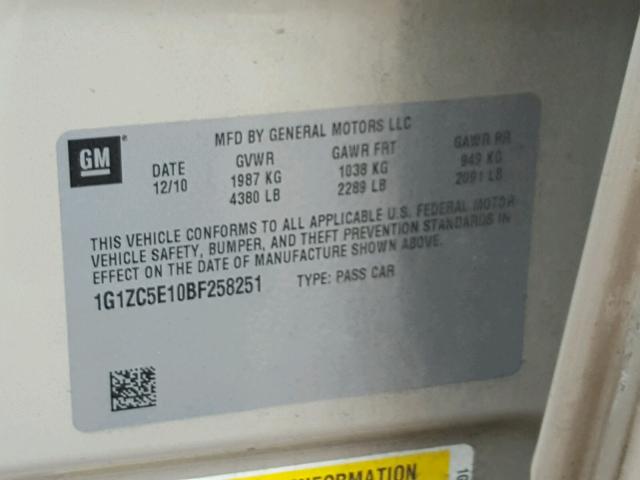 MFD BY GENERAL MOTORS LLC
GM
DATE GVWR GAWR FRT GAWR RR
12/10 1987 KG 1038 KG 949 KG
4380 LB 2289 LB 2091 LB
THIS VEHICLE CONFORMS TO ALL APPLICABLE U.S. FEDERAL MOTOR
VEHICLE SAFETY, BUMPER, AND THEFT PREVENTION STANDARDS IN
EFFECT ON THE DATE OF MANUFACTURE SHOWN ABOVE.
1G1ZC5E10BF258251 TYPE: PASS CAR
INFORMATION